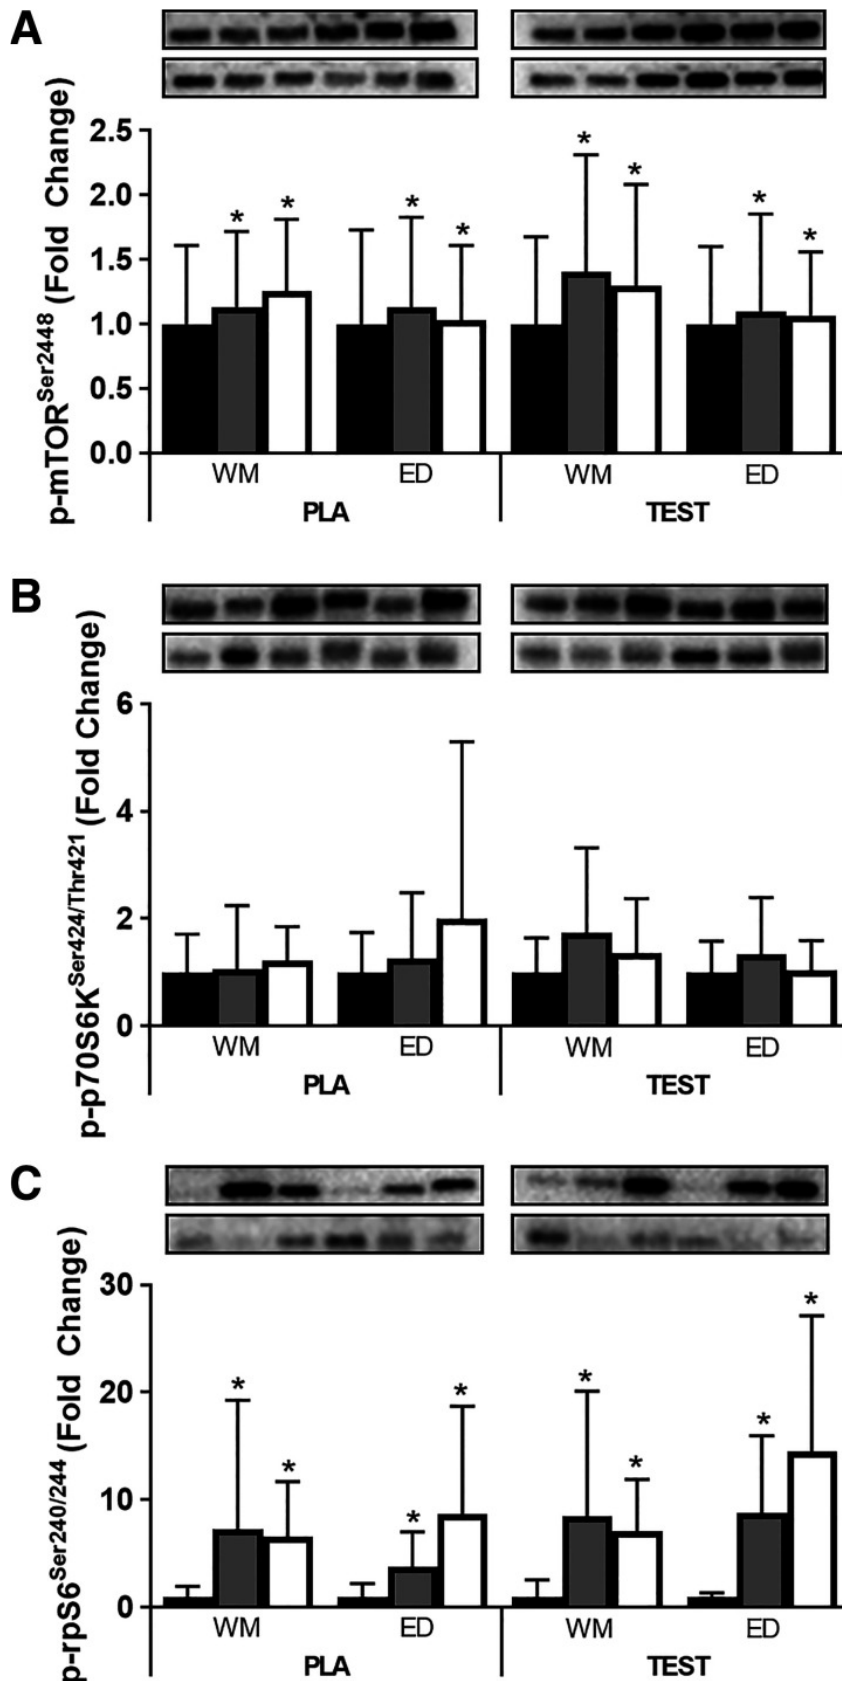 A
p-mTOR^Ser2448 (Fold Change)
2.5
2.0
1.5
1.0
0.5
0.0
* * * * * * * *
WM ED WM ED
PLA TEST
B
p-p70S6K^Ser424/Thr421 (Fold Change)
6
4
2
0
WM ED WM ED
PLA TEST
C
p-rpS6^Ser240/244 (Fold Change)
30
20
10
0
* * * * * * * *
WM ED WM ED
PLA TEST